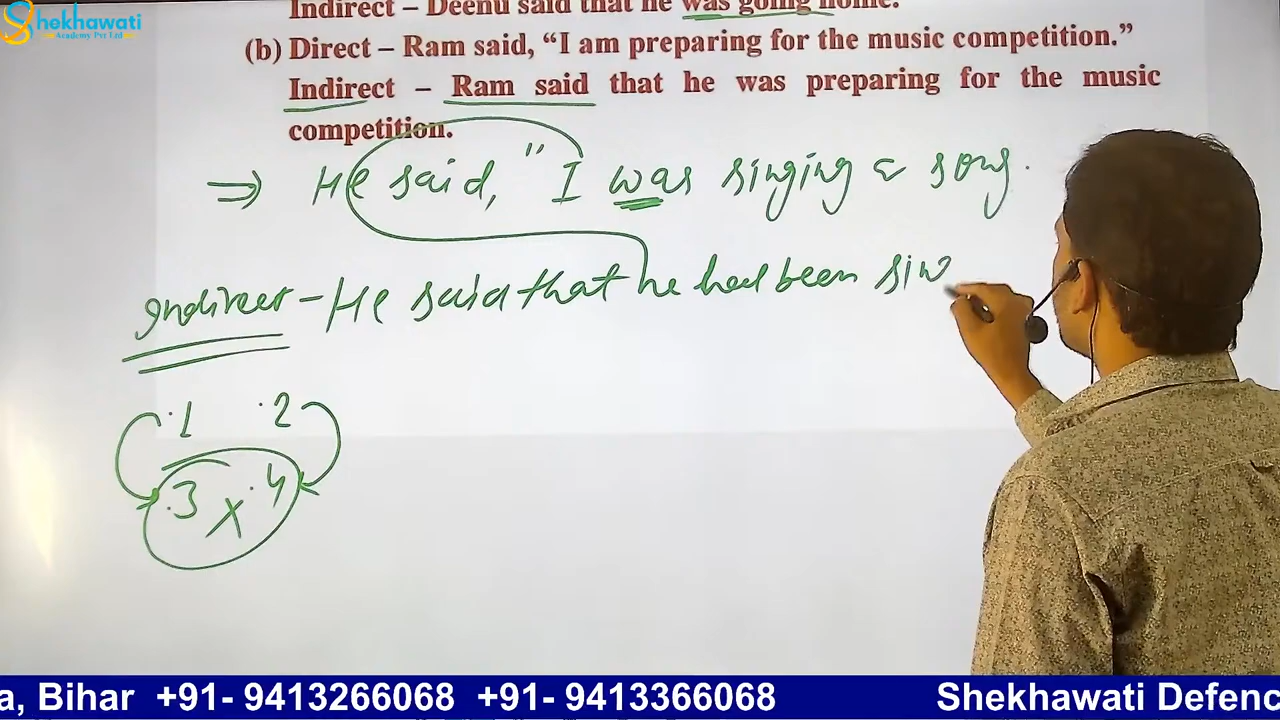 Shekhawati
Academy Pvt Ltd
Indirect – Deenu said that he was going home.
(b) Direct – Ram said, “I am preparing for the music competition.”
Indirect – Ram said that he was preparing for the music
competition.
⇒ He said, " I was singing a song.
Indirect – He said that he had been sin
.1 .2
.3 x .4
a, Bihar +91- 9413266068 +91- 9413366068 Shekhawati Defenc